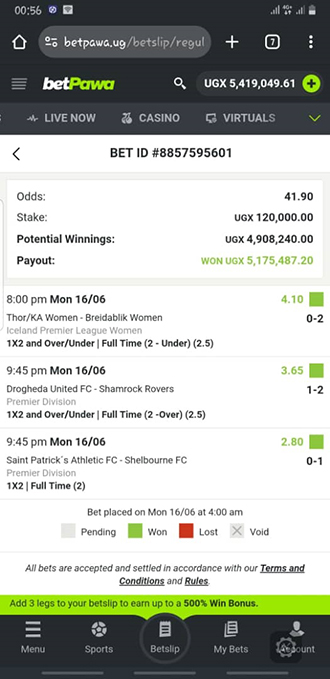 00:56
4G+
betpawa.ug/betslip/regul
7
betPawa
UGX 5,419,049.61
LIVE NOW
CASINO
VIRTUALS
BET ID #8857595601
Odds: 41.90
Stake: UGX 120,000.00
Potential Winnings: UGX 4,908,240.00
Payout: WON UGX 5,175,487.20
8:00 pm Mon 16/06 4.10
Thor/KA Women - Breidablik Women 0-2
Iceland Premier League Women
1X2 and Over/Under | Full Time (2 - Under) (2.5)
9:45 pm Mon 16/06 3.65
Drogheda United FC - Shamrock Rovers 1-2
Premier Division
1X2 and Over/Under | Full Time (2 -Over) (2.5)
9:45 pm Mon 16/06 2.80
Saint Patrick´s Athletic FC - Shelbourne FC 0-1
Premier Division
1X2 | Full Time (2)
Bet placed on Mon 16/06 at 4:00 am
Pending Won Lost Void
All bets are accepted and settled in accordance with our Terms and
Conditions and Rules.
Add 3 legs to your betslip to earn up to a 500% Win Bonus.
Menu
Sports
Betslip
My Bets
Account